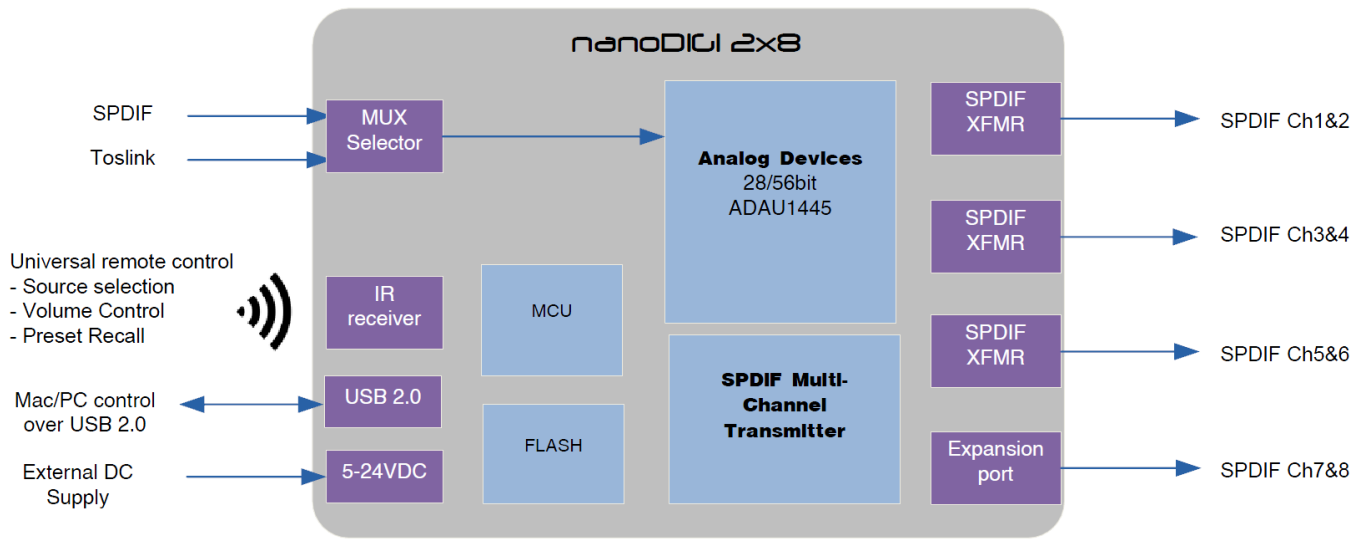 nanoDIGI 2x8
SPDIF
Toslink
MUX
Selector
Analog Devices
28/56bit
ADAU1445
SPDIF
XFMR
SPDIF Ch1&2
SPDIF
XFMR
SPDIF Ch3&4
Universal remote control
- Source selection
- Volume Control
- Preset Recall
IR
receiver
MCU
SPDIF
XFMR
SPDIF Ch5&6
Mac/PC control
over USB 2.0
USB 2.0
FLASH
SPDIF Multi-
Channel
Transmitter
External DC
Supply
5-24VDC
Expansion
port
SPDIF Ch7&8